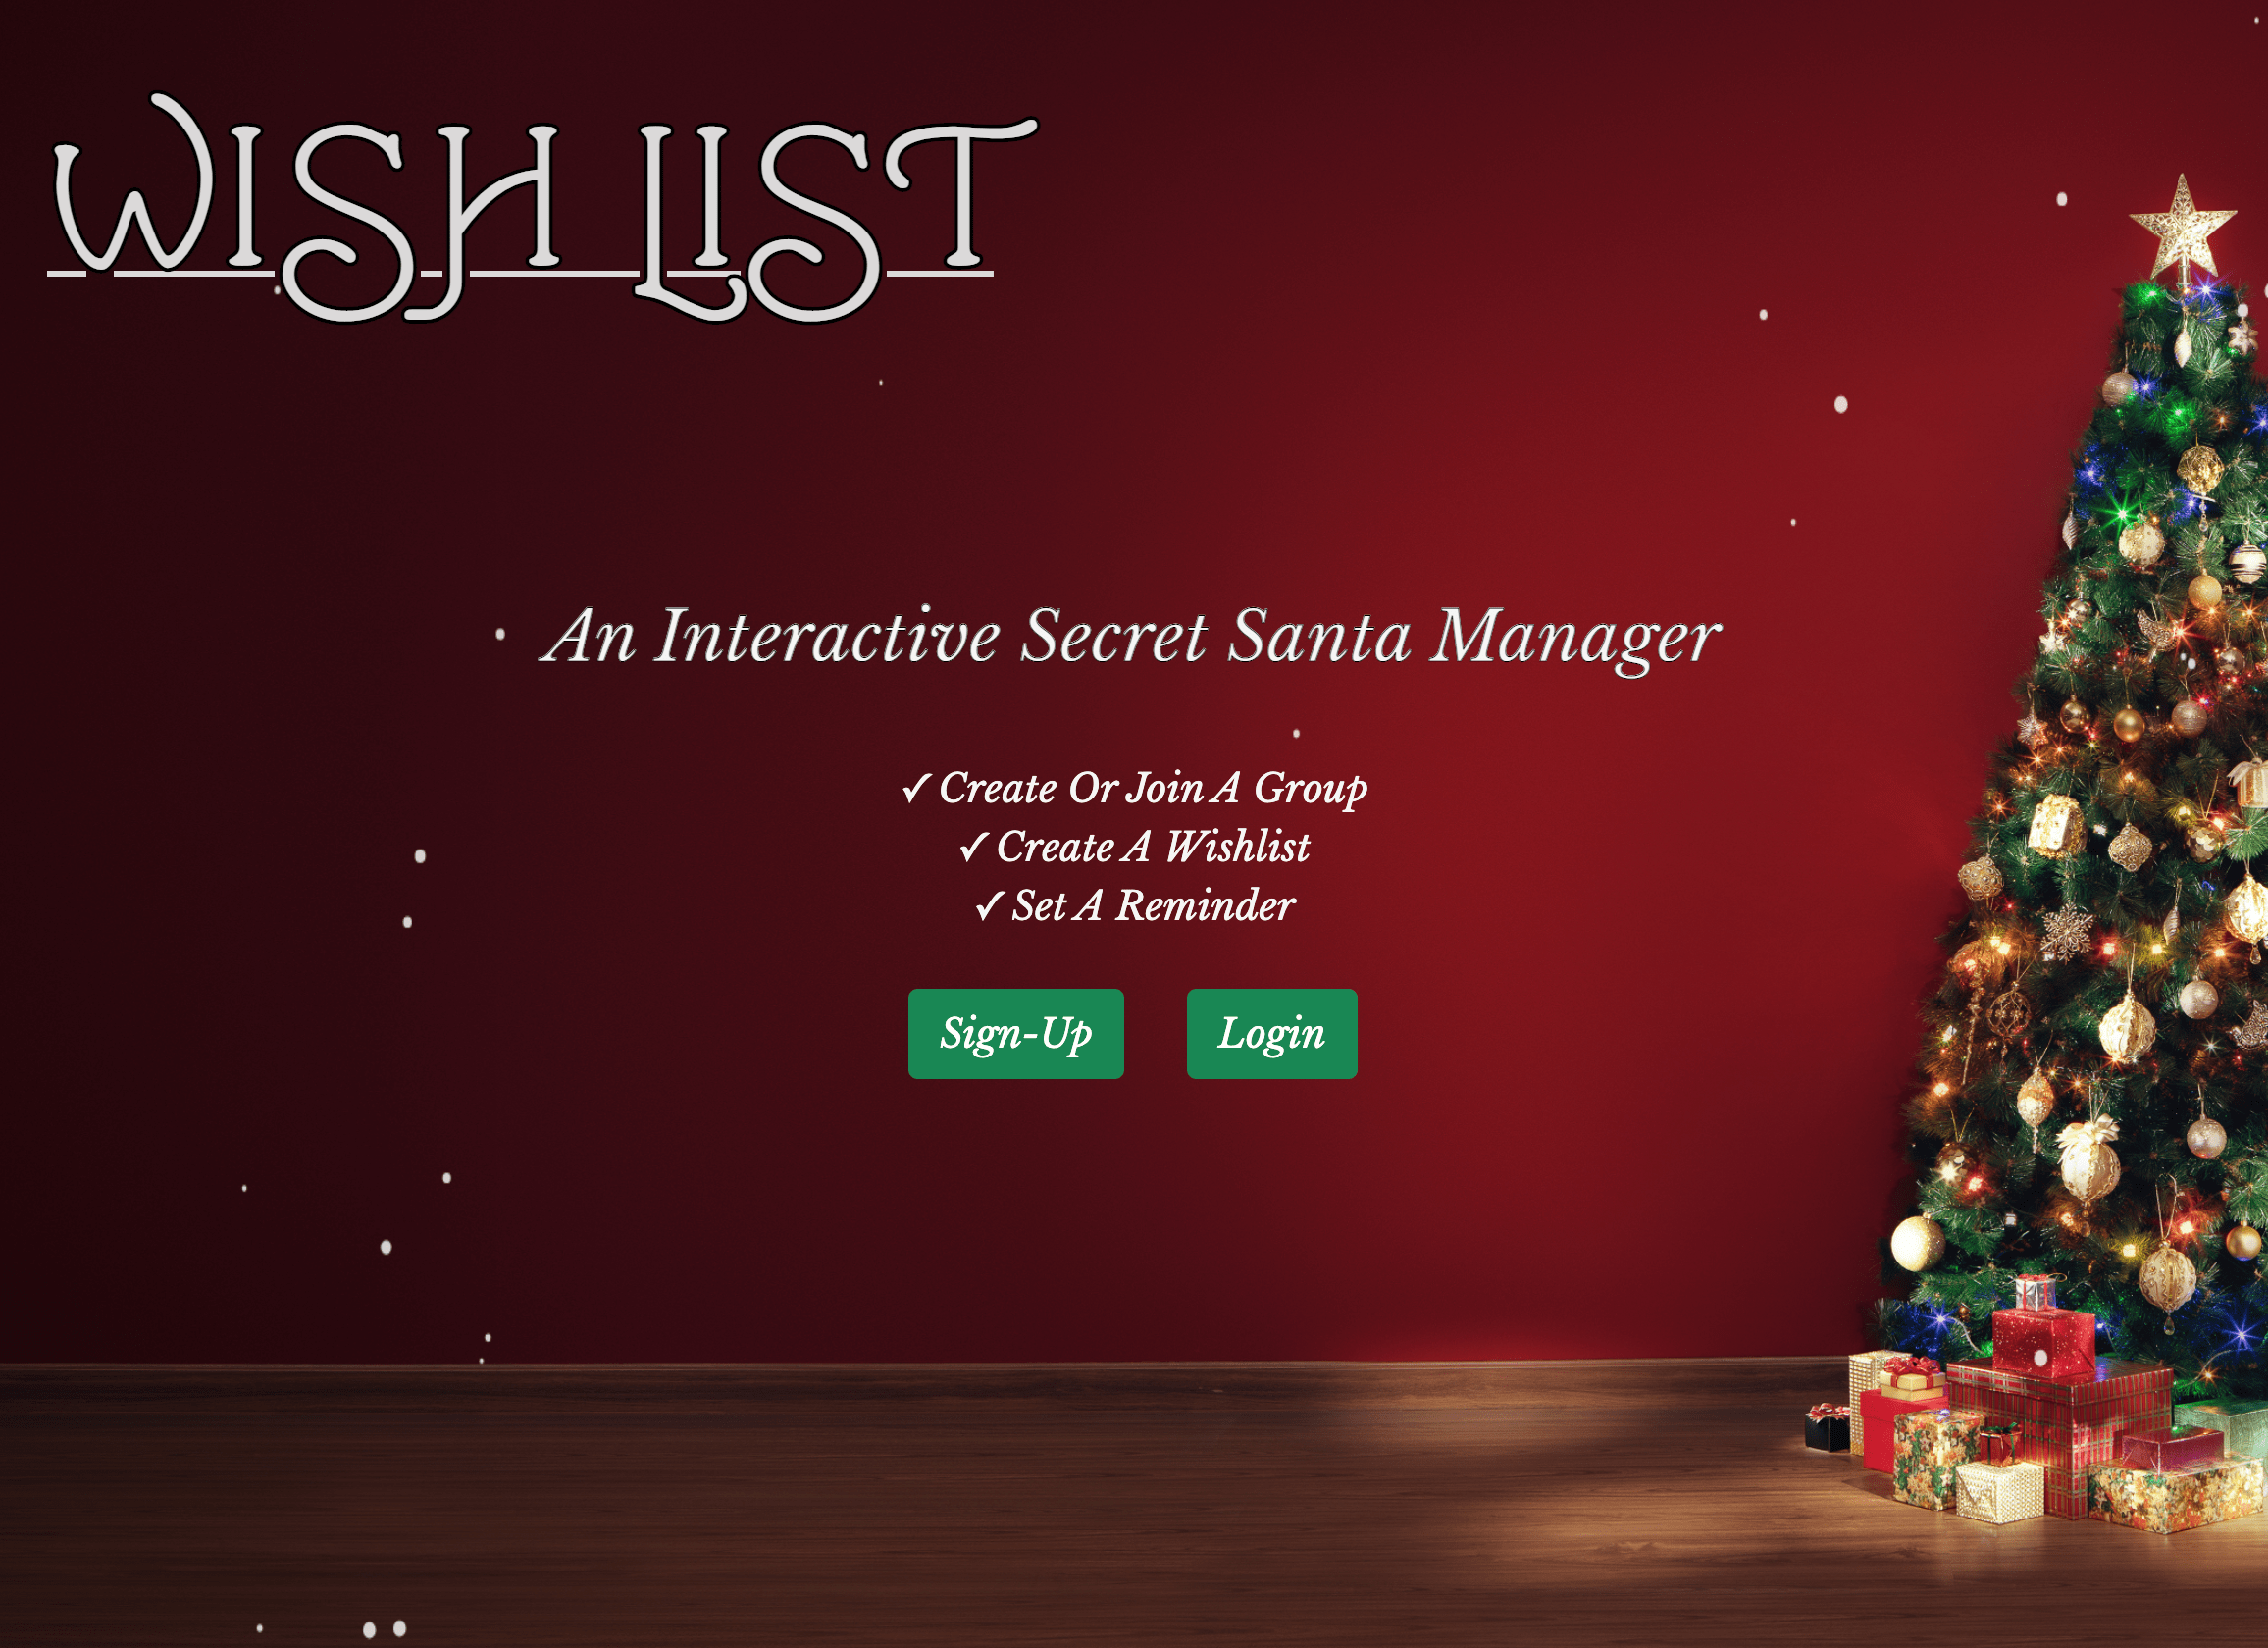 WISH LIST
An Interactive Secret Santa Manager
✓ Create Or Join A Group
✓ Create A Wishlist
✓ Set A Reminder
Sign-Up Login